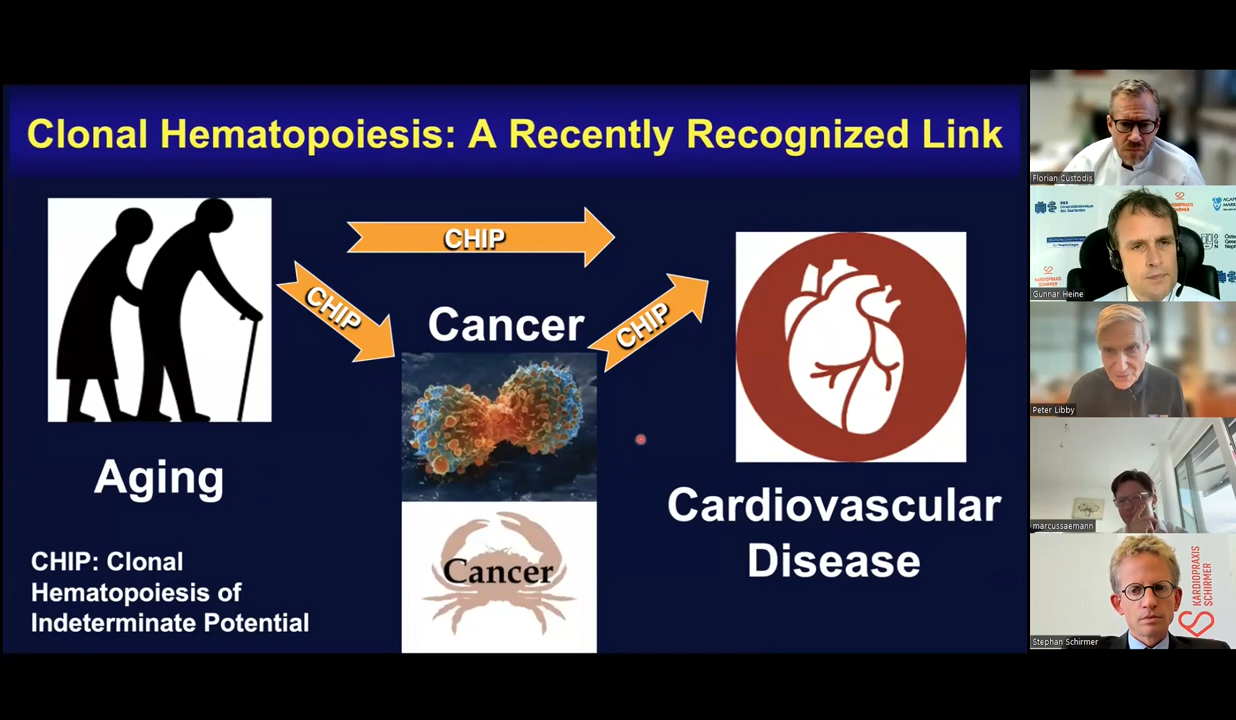 Clonal Hematopoiesis: A Recently Recognized Link
CHIP
CHIP
CHIP
Cancer
Cancer
Aging
Cardiovascular
Disease
CHIP: Clonal
Hematopoiesis of
Indeterminate Potential
Florian Custodis
Gunnar Heine
Peter Libby
marcussaemann
Stephan Schirmer
KARDIOPRAXIS
SCHIRMER